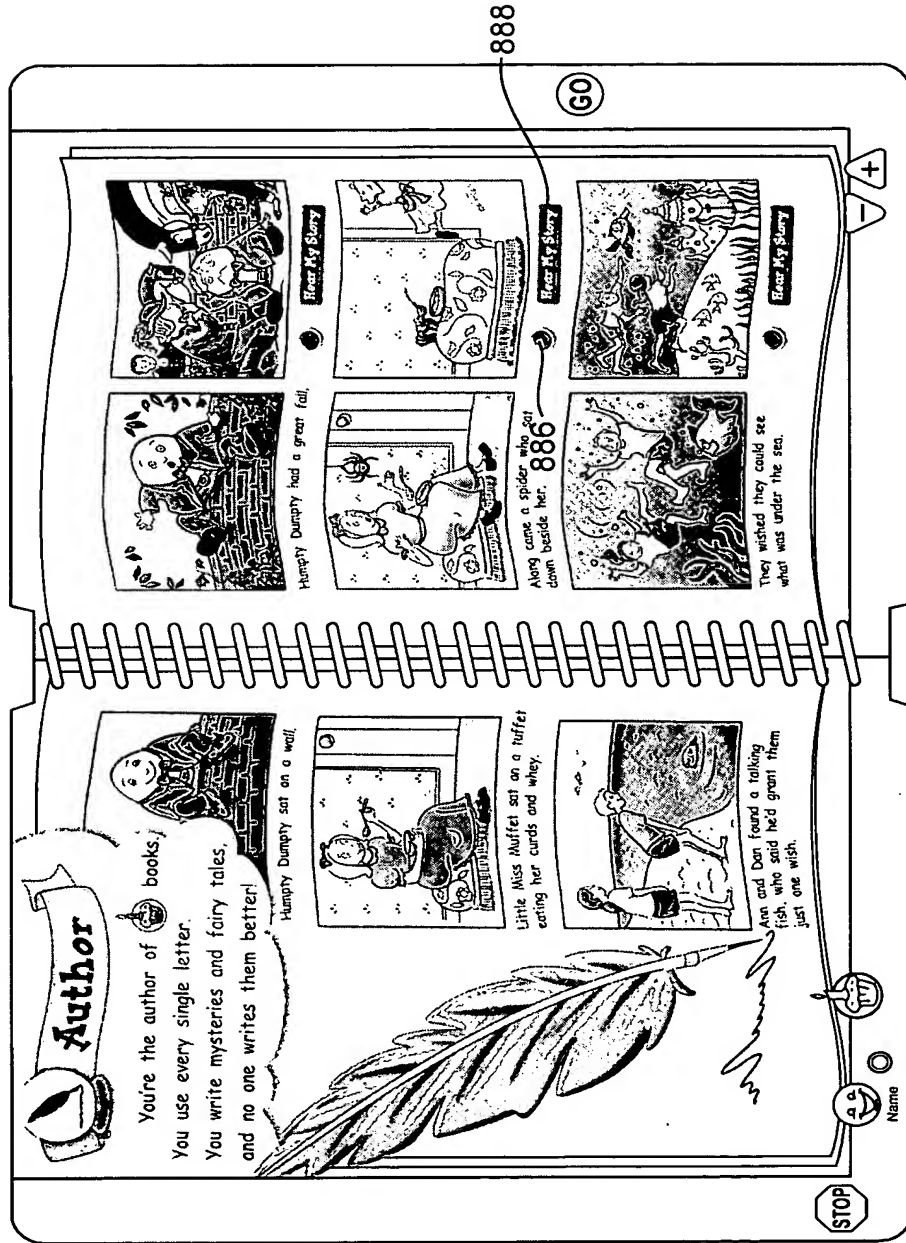 Author
You're the author of books.
You use every single letter.
You write mysteries and fairy tales,
and no one writes them better!
Humpty Dumpty sat on a wall.
Little Miss Muffet sat on a tuffet
eating her curds and whey.
Ann and Dan found a talking
fish, who said he'd grant them
just one wish.
Humpty Dumpty had a great fall.
Hear My Story
Along came a spider who sat
down beside her.
886
Hear My Story
888
They wished they could see
what was under the sea.
Hear My Story
STOP
Name
GO
-
+